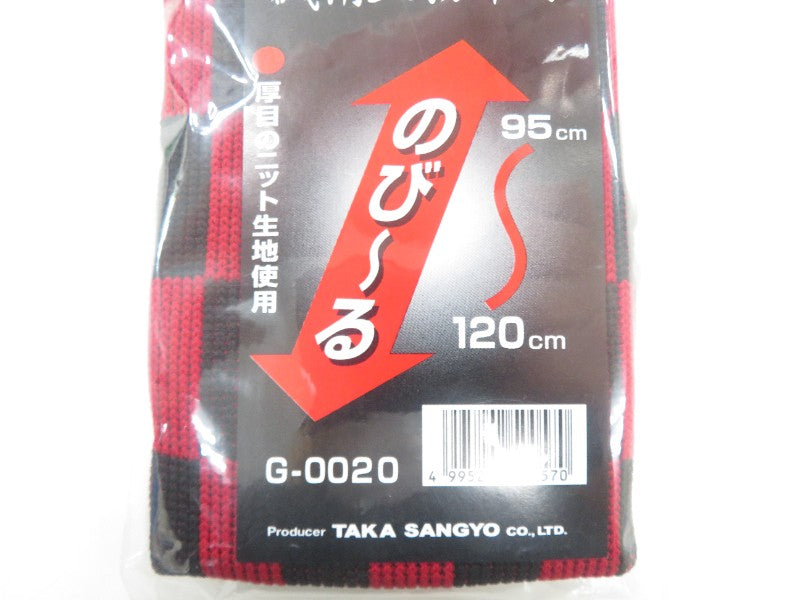 ●厚目のニット生地使用
のび～る
95cm
120cm
G-0020
Producer TAKA SANGYO CO.,LTD.